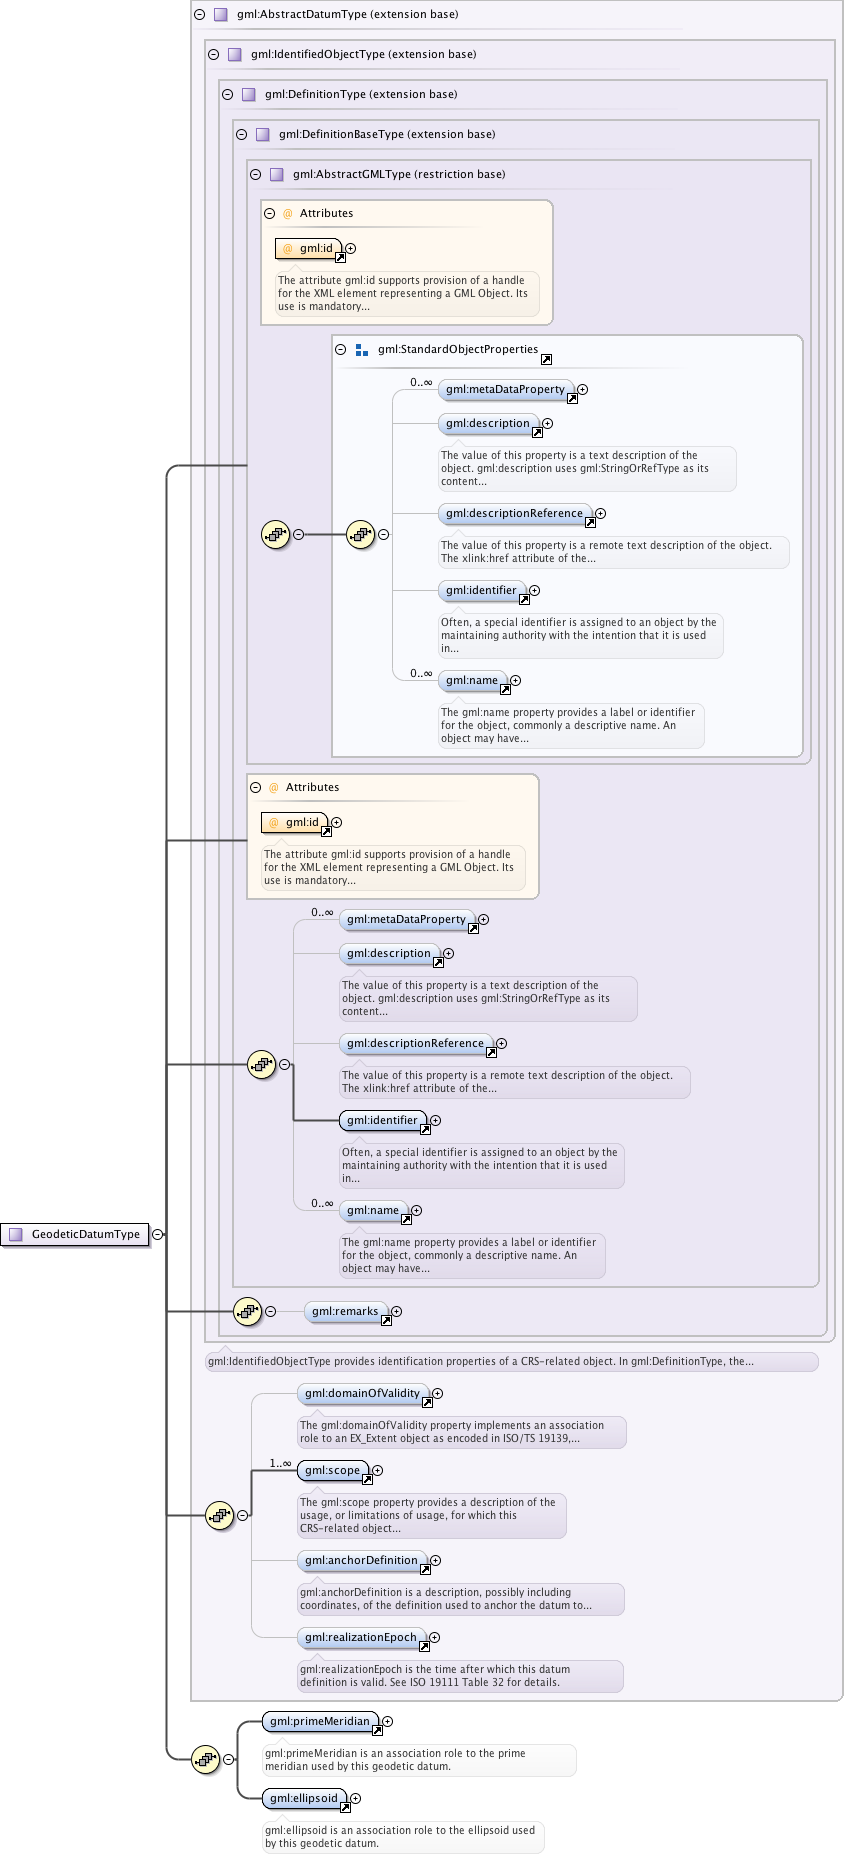 gml:AbstractDatumType (extension base)
gml:IdentifiedObjectType (extension base)
gml:DefinitionType (extension base)
gml:DefinitionBaseType (extension base)
gml:AbstractGMLType (restriction base)
@ Attributes
@ gml:id
The attribute gml:id supports provision of a handle
for the XML element representing a GML Object. Its
use is mandatory...
gml:StandardObjectProperties
0..∞
gml:metaDataProperty
gml:description
The value of this property is a text description of the
object. gml:description uses gml:StringOrRefType as its
content...
gml:descriptionReference
The value of this property is a remote text description of the object.
The xlink:href attribute of the...
gml:identifier
Often, a special identifier is assigned to an object by the
maintaining authority with the intention that it is used
in...
0..∞
gml:name
The gml:name property provides a label or identifier
for the object, commonly a descriptive name. An
object may have...
@ Attributes
@ gml:id
The attribute gml:id supports provision of a handle
for the XML element representing a GML Object. Its
use is mandatory...
0..∞
gml:metaDataProperty
gml:description
The value of this property is a text description of the
object. gml:description uses gml:StringOrRefType as its
content...
gml:descriptionReference
The value of this property is a remote text description of the object.
The xlink:href attribute of the...
gml:identifier
Often, a special identifier is assigned to an object by the
maintaining authority with the intention that it is used
in...
0..∞
gml:name
The gml:name property provides a label or identifier
for the object, commonly a descriptive name. An
object may have...
GeodeticDatumType
gml:remarks
gml:IdentifiedObjectType provides identification properties of a CRS-related object. In gml:DefinitionType, the...
gml:domainOfValidity
The gml:domainOfValidity property implements an association
role to an EX_Extent object as encoded in ISO/TS 19139,...
1..∞
gml:scope
The gml:scope property provides a description of the
usage, or limitations of usage, for which this
CRS-related object...
gml:anchorDefinition
gml:anchorDefinition is a description, possibly including
coordinates, of the definition used to anchor the datum to...
gml:realizationEpoch
gml:realizationEpoch is the time after which this datum
definition is valid. See ISO 19111 Table 32 for details.
gml:primeMeridian
gml:primeMeridian is an association role to the prime
meridian used by this geodetic datum.
gml:ellipsoid
gml:ellipsoid is an association role to the ellipsoid used
by this geodetic datum.